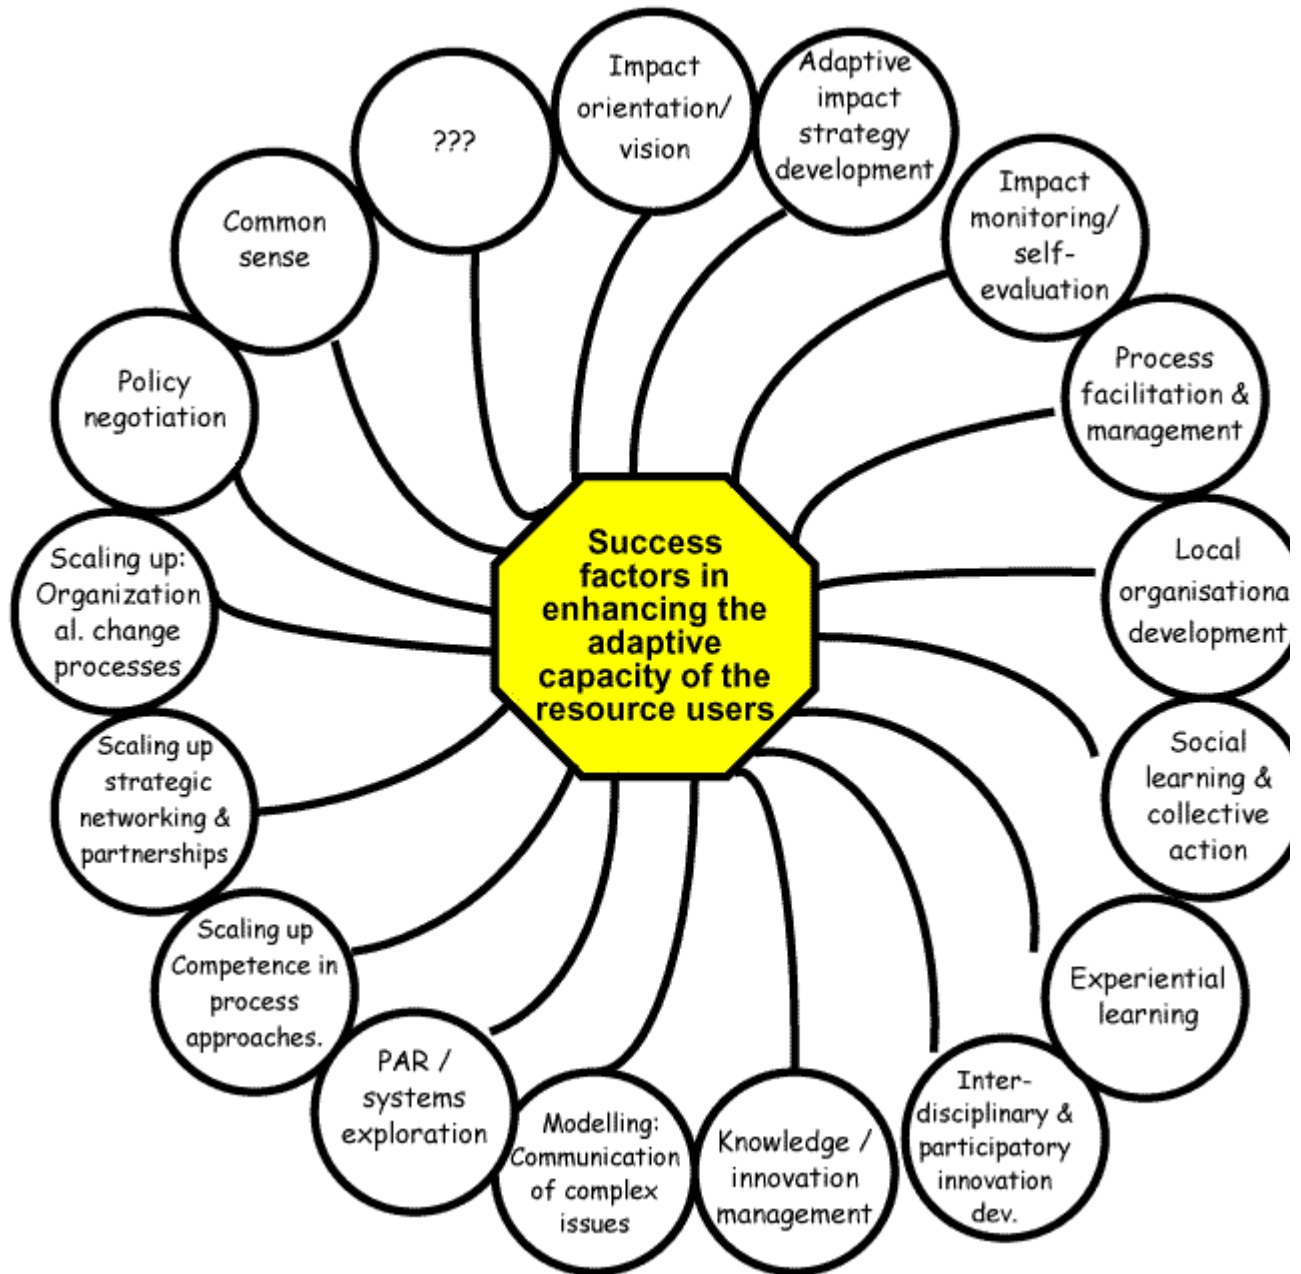 Impact
orientation/
vision
Adaptive
impact
strategy
development
Impact
monitoring/
self-
evaluation
Process
facilitation &
management
Local
organisationa
development
Social
learning &
collective
action
Experiential
learning
Inter-
disciplinary &
participatory
innovation
dev.
Knowledge /
innovation
management
Modelling:
Communication
of complex
issues
PAR /
systems
exploration
Scaling up
Competence in
process
approaches.
Scaling up
strategic
networking &
partnerships
Scaling up:
Organization
al. change
processes
Policy
negotiation
Common
sense
???
Success
factors in
enhancing the
adaptive
capacity of the
resource users